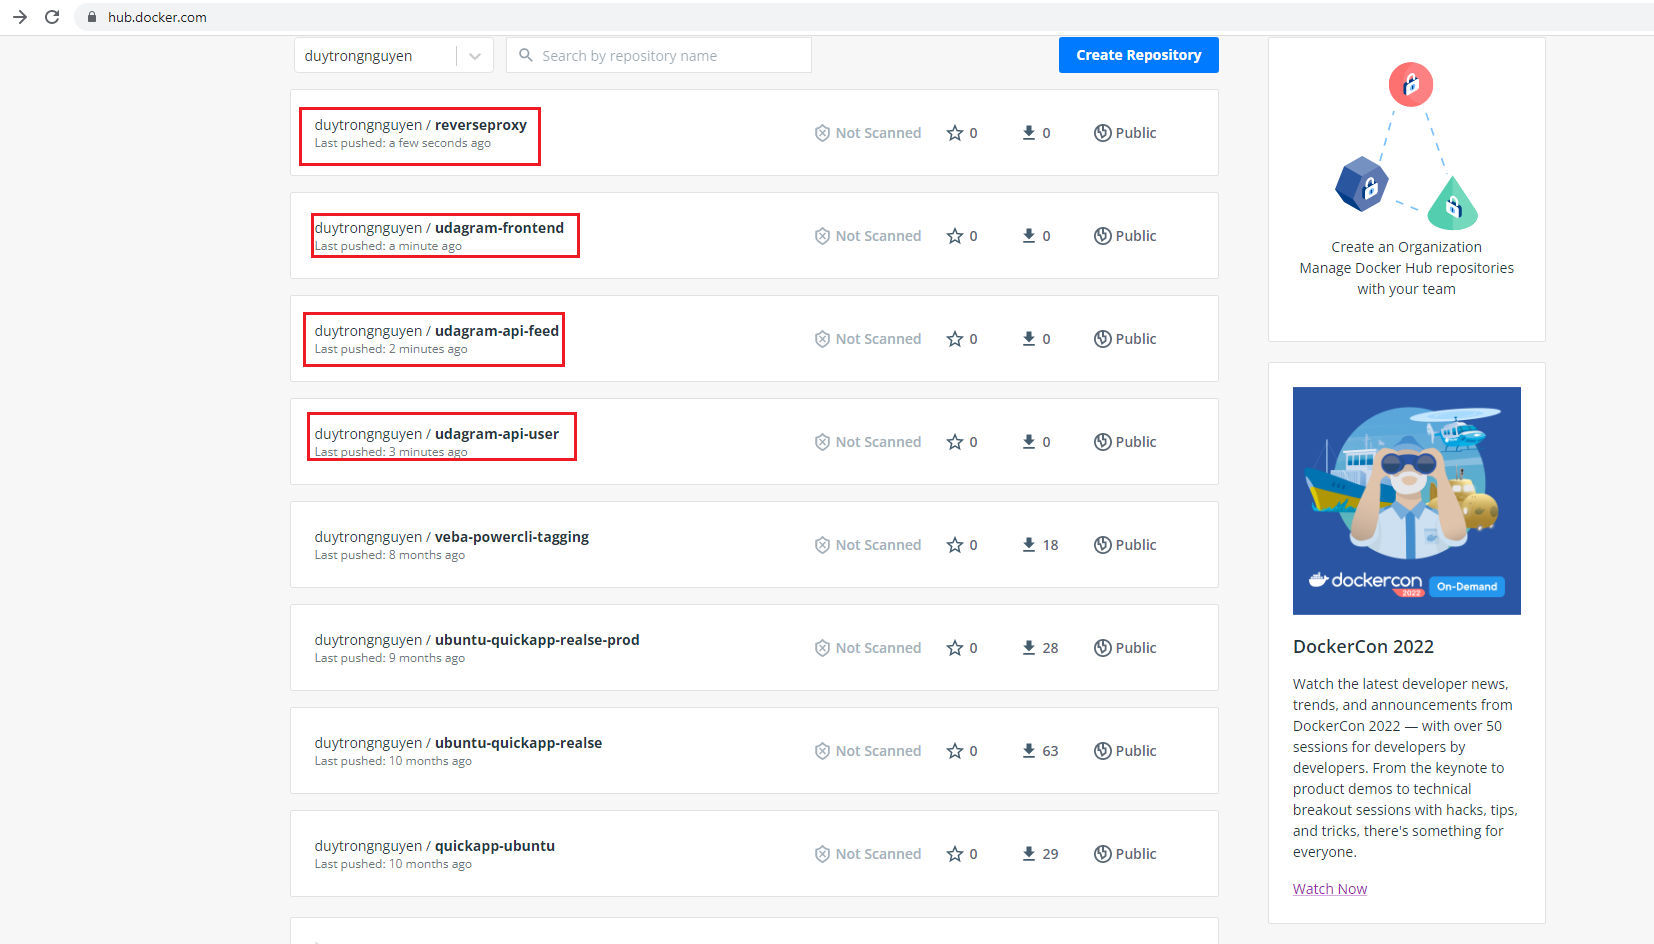 hub.docker.com
duytrongnguyen
Search by repository name
Create Repository
duytrongnguyen / reverseproxy
Last pushed: a few seconds ago
Not Scanned
0
0
Public
duytrongnguyen / udagram-frontend
Last pushed: a minute ago
Not Scanned
0
0
Public
duytrongnguyen / udagram-api-feed
Last pushed: 2 minutes ago
Not Scanned
0
0
Public
duytrongnguyen / udagram-api-user
Last pushed: 3 minutes ago
Not Scanned
0
0
Public
duytrongnguyen / veba-powercli-tagging
Last pushed: 8 months ago
Not Scanned
0
18
Public
duytrongnguyen / ubuntu-quickapp-realse-prod
Last pushed: 9 months ago
Not Scanned
0
28
Public
duytrongnguyen / ubuntu-quickapp-realse
Last pushed: 10 months ago
Not Scanned
0
63
Public
duytrongnguyen / quickapp-ubuntu
Last pushed: 10 months ago
Not Scanned
0
29
Public
Create an Organization
Manage Docker Hub repositories
with your team
dockercon
2022
On-Demand
DockerCon 2022
Watch the latest developer news,
trends, and announcements from
DockerCon 2022 — with over 50
sessions for developers by
developers. From the keynote to
product demos to technical
breakout sessions with hacks, tips,
and tricks, there's something for
everyone.
Watch Now